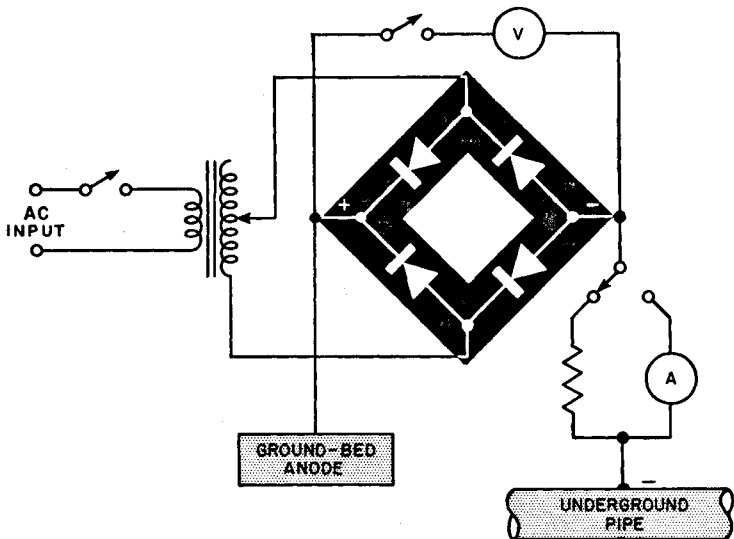 V
AC
INPUT
+
−
A
GROUND-BED
ANODE
−
UNDERGROUND
PIPE